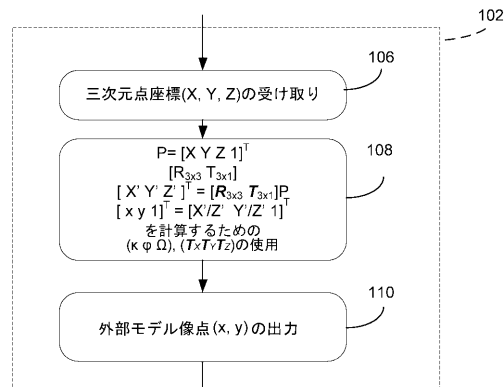 102
106
三次元点座標(X, Y, Z)の受け取り
108
P= [X Y Z 1]ᵀ
[R₃ₓ₃ T₃ₓ₁]
[ X' Y' Z' ]ᵀ = [R₃ₓ₃ T₃ₓ₁]P
[ x y 1]ᵀ = [X'/Z' Y'/Z' 1]ᵀ
を計算するための
(κ φ Ω), (TₓTᵧT_Z)の使用
110
外部モデル像点(x, y)の出力